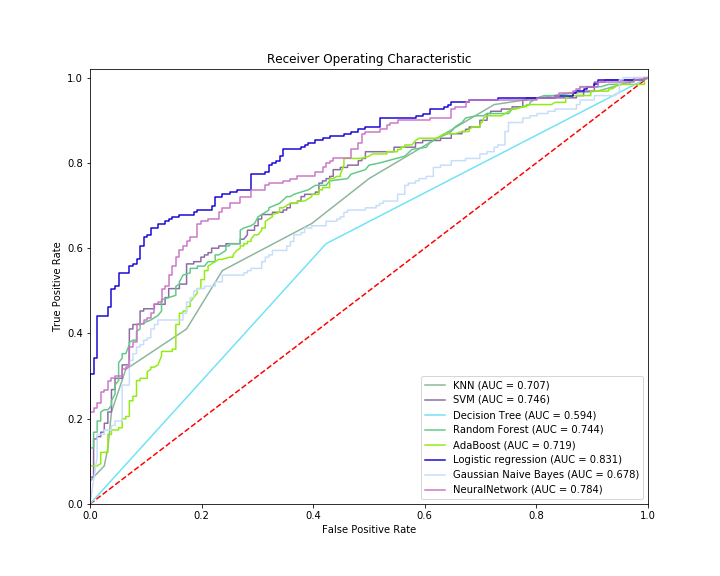 Receiver Operating Characteristic
True Positive Rate
1.0
0.8
0.6
0.4
0.2
0.0
KNN (AUC = 0.707)
SVM (AUC = 0.746)
Decision Tree (AUC = 0.594)
Random Forest (AUC = 0.744)
AdaBoost (AUC = 0.719)
Logistic regression (AUC = 0.831)
Gaussian Naive Bayes (AUC = 0.678)
NeuralNetwork (AUC = 0.784)
0.0 0.2 0.4 0.6 0.8 1.0
False Positive Rate